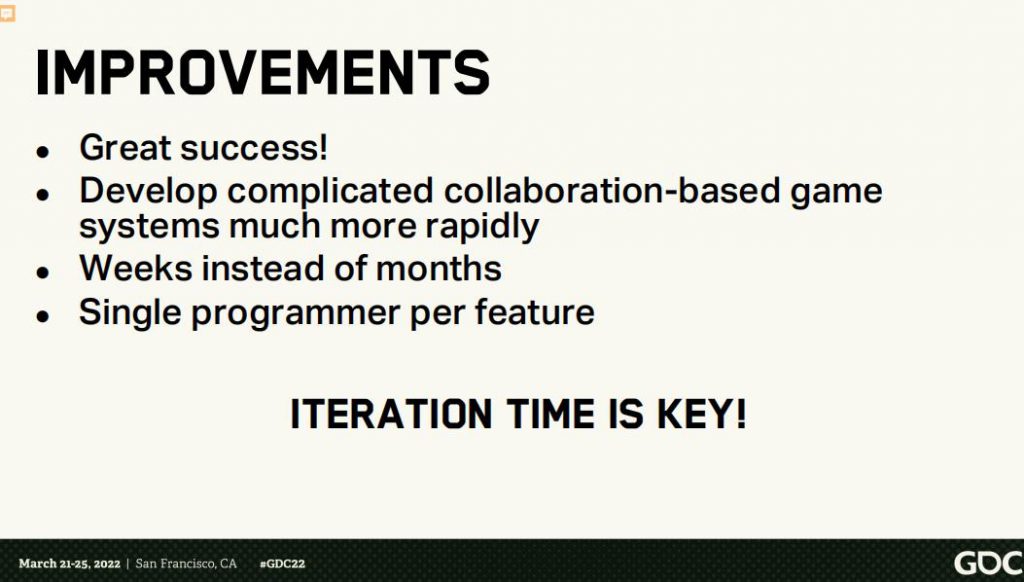 IMPROVEMENTS
• Great success!
• Develop complicated collaboration-based game
systems much more rapidly
• Weeks instead of months
• Single programmer per feature
ITERATION TIME IS KEY!
March 21-25, 2022 | San Francisco, CA #GDC22
GDC